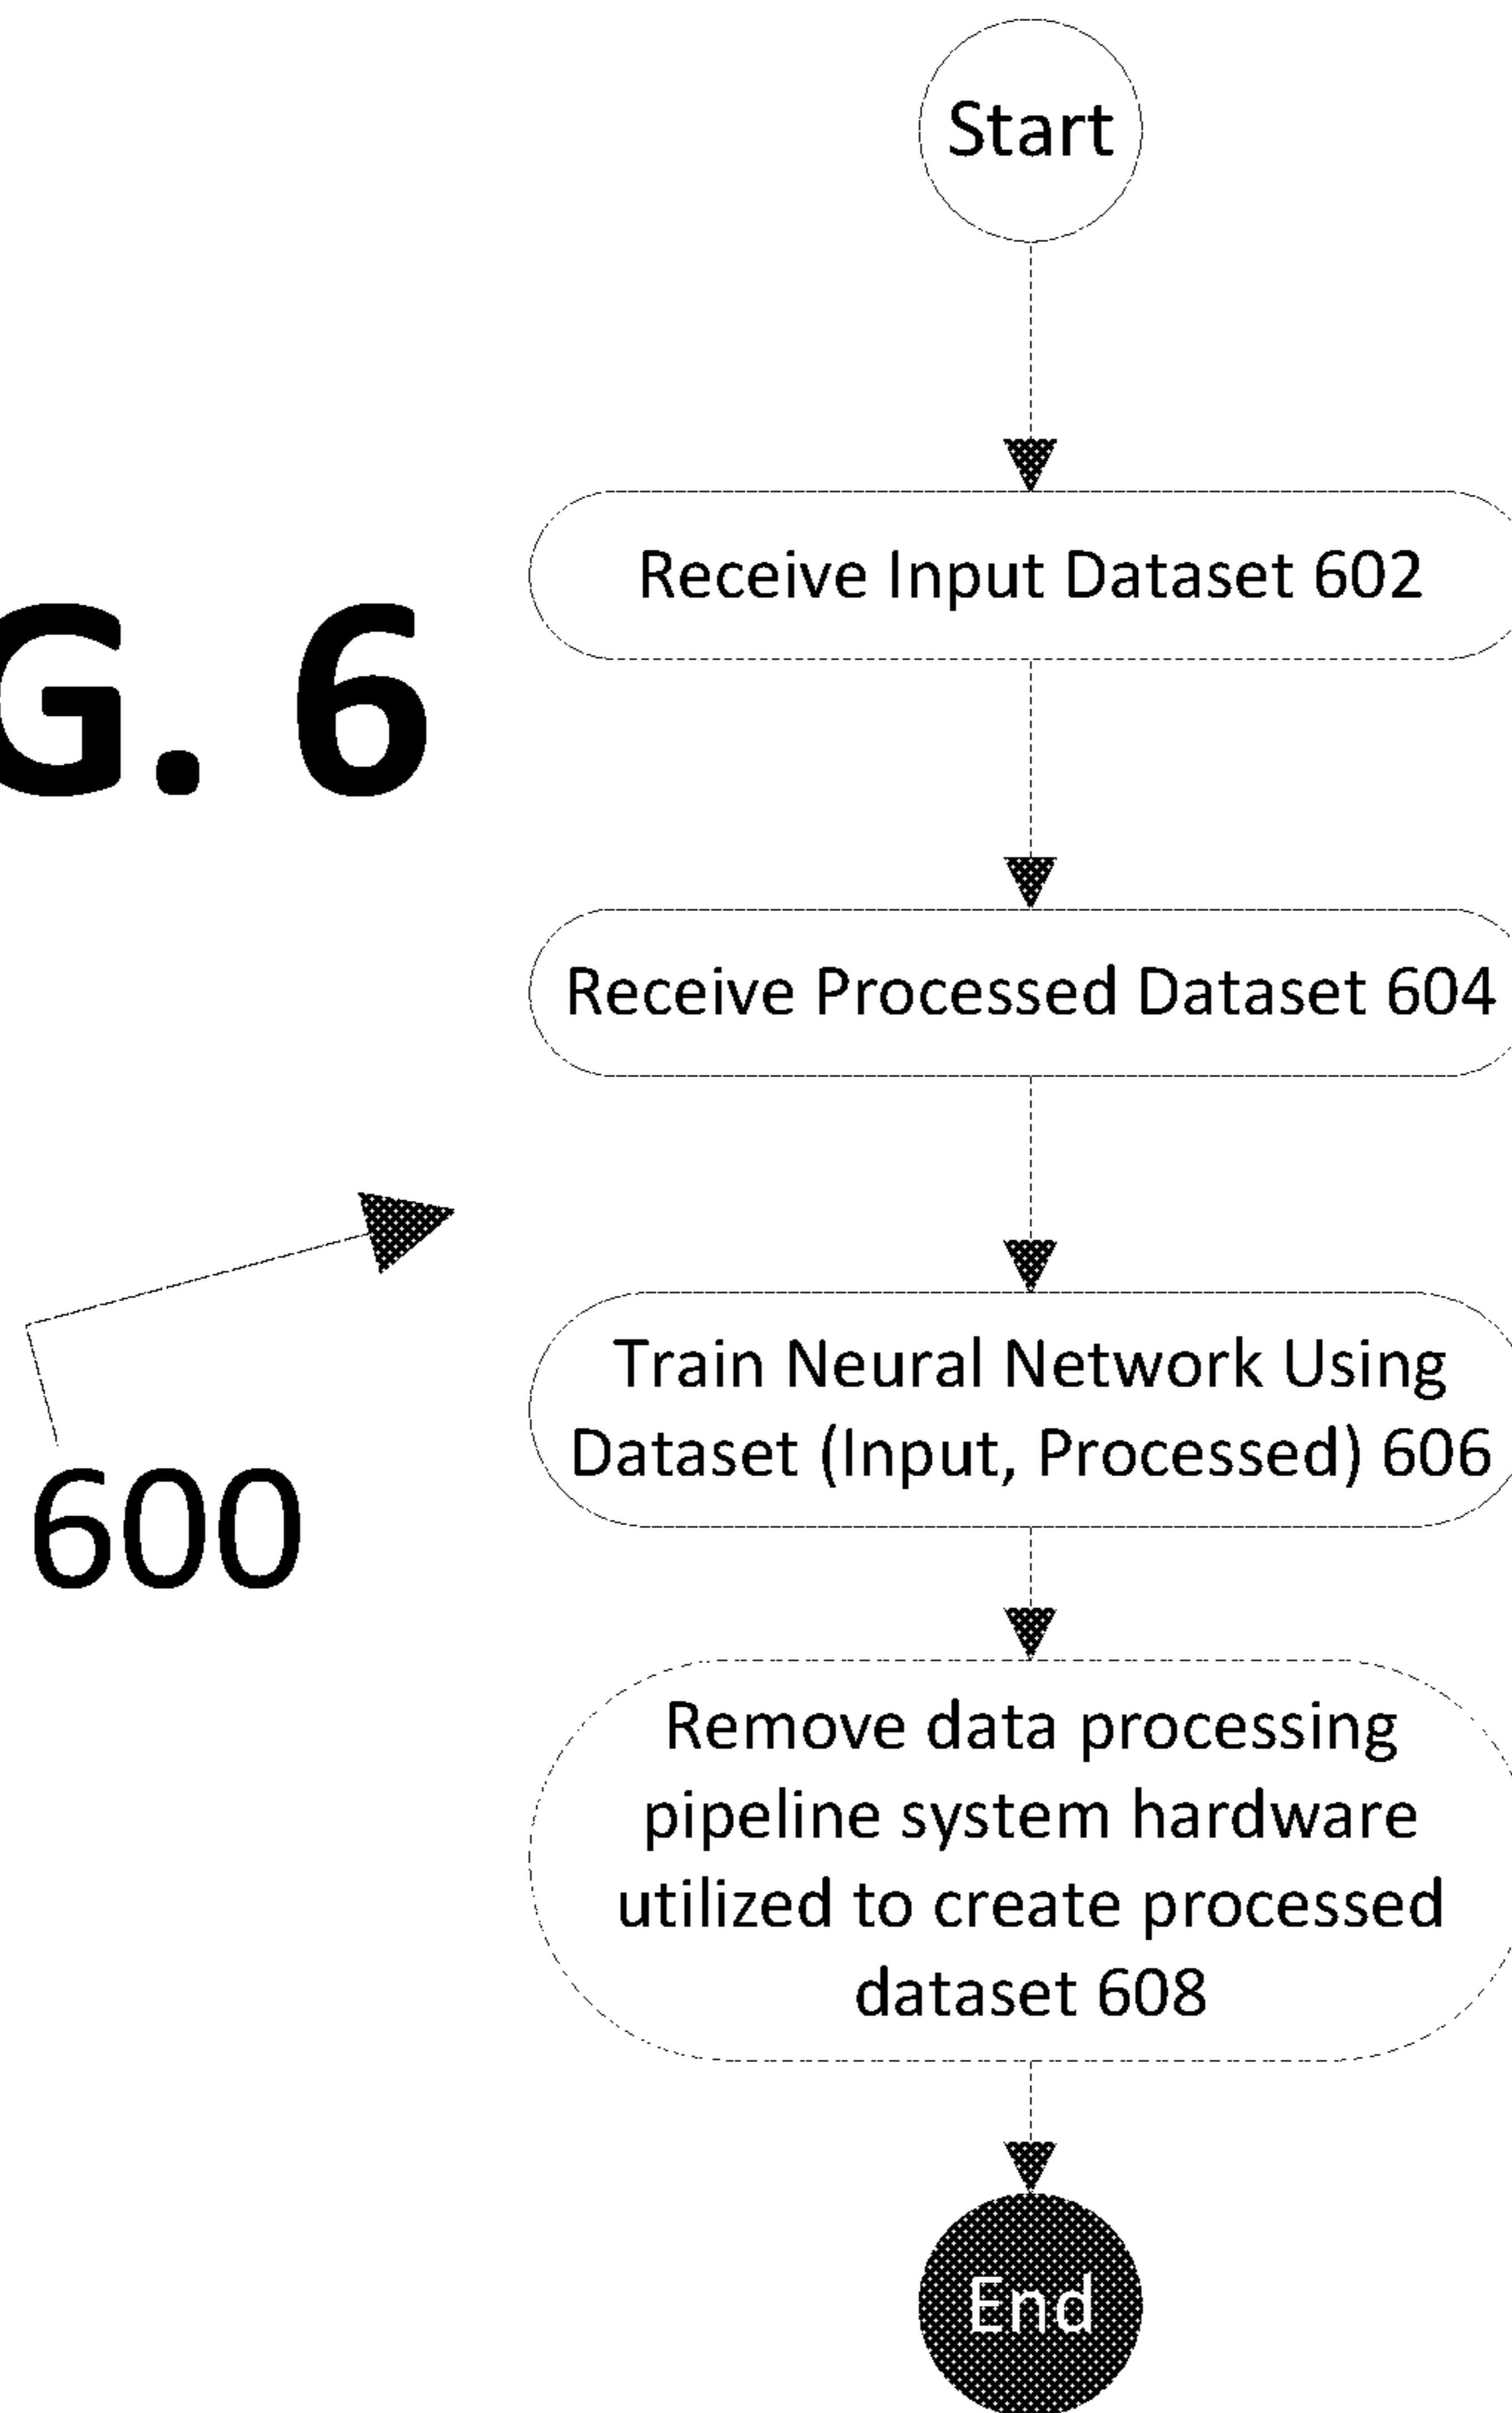 Start
Receive Input Dataset 602
G. 6
Receive Processed Dataset 604
Train Neural Network Using
Dataset (Input, Processed) 606
600
Remove data processing
pipeline system hardware
utilized to create processed
dataset 608
End